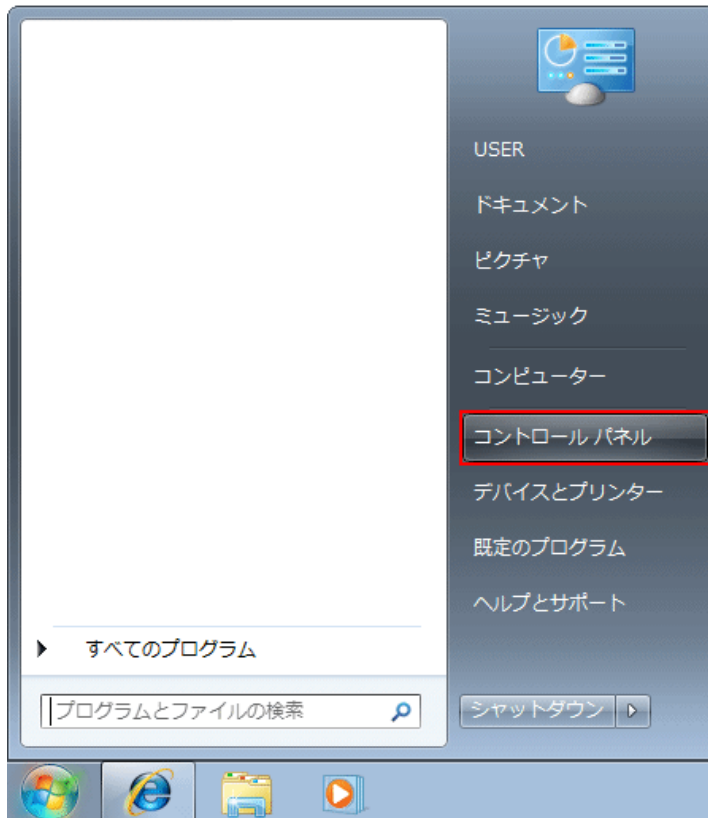 USER
ドキュメント
ピクチャ
ミュージック
コンピューター
コントロール パネル
デバイスとプリンター
既定のプログラム
ヘルプとサポート
すべてのプログラム
プログラムとファイルの検索
シャットダウン